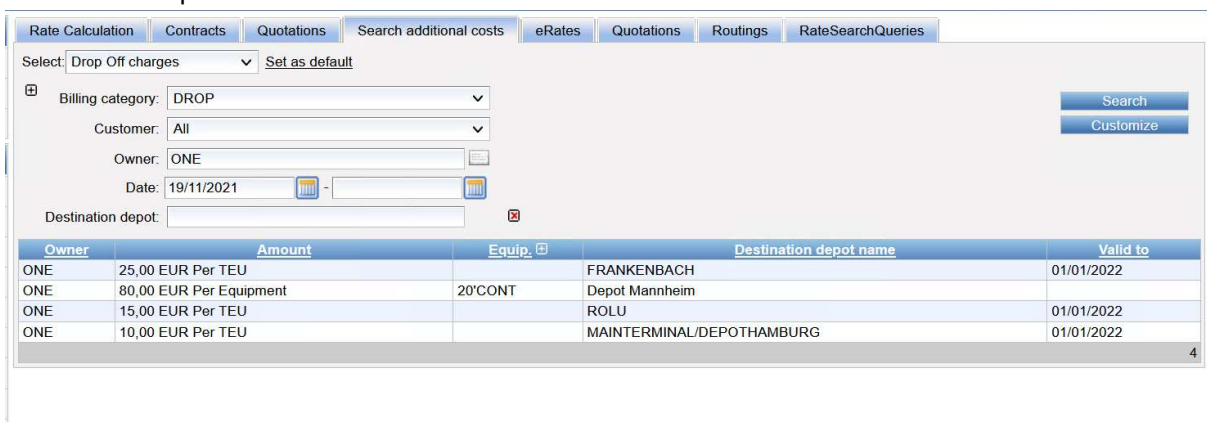 Rate Calculation Contracts Quotations Search additional costs eRates Quotations Routings RateSearchQueries
Select: Drop Off charges Set as default
Billing category: DROP Search
Customer: All Customize
Owner: ONE
Date: 19/11/2021 -
Destination depot:
Owner Amount Equip. Destination depot name Valid to
ONE 25,00 EUR Per TEU FRANKENBACH 01/01/2022
ONE 80,00 EUR Per Equipment 20'CONT Depot Mannheim
ONE 15,00 EUR Per TEU ROLU 01/01/2022
ONE 10,00 EUR Per TEU MAINTERMINAL/DEPOTHAMBURG 01/01/2022
4